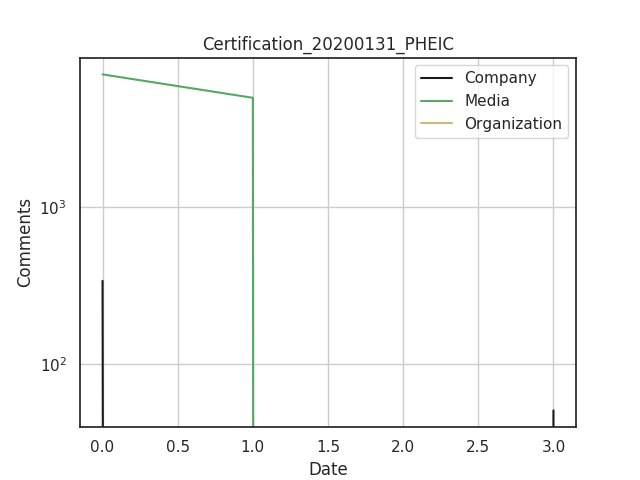 Certification_20200131_PHEIC
Company
Media
Organization
Comments
10³
10²
0.0 0.5 1.0 1.5 2.0 2.5 3.0
Date